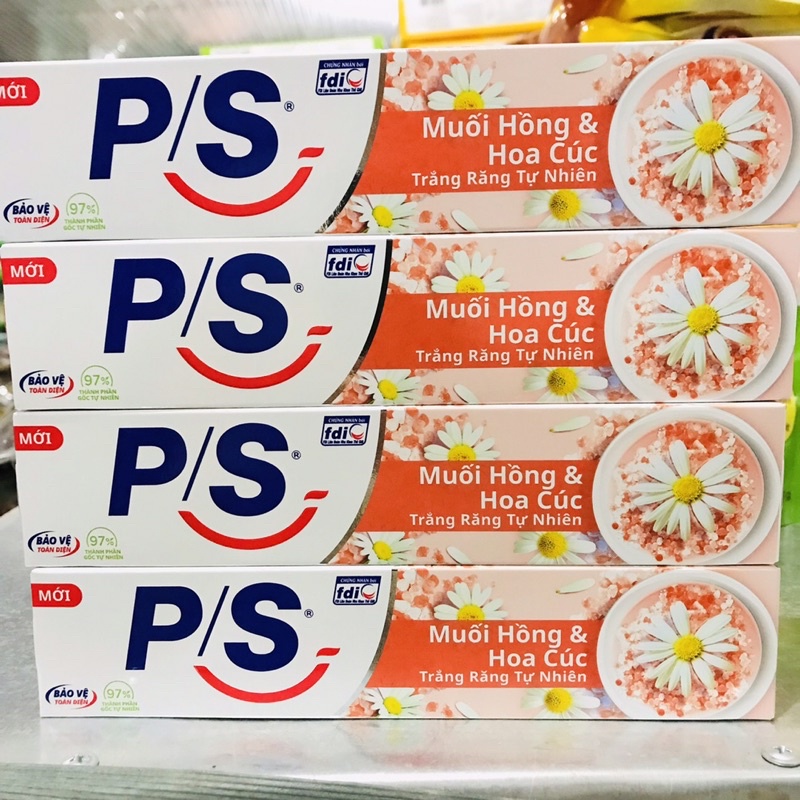 MỚI
P/S®
CHỨNG NHẬN bởi
fdi
Muối Hồng &
Hoa Cúc
Trắng Răng Tự Nhiên
BẢO VỆ
TOÀN DIỆN
97%
THÀNH PHẦN
GỐC TỰ NHIÊN
MỚI
P/S®
CHỨNG NHẬN bởi
fdi
Muối Hồng &
Hoa Cúc
Trắng Răng Tự Nhiên
BẢO VỆ
TOÀN DIỆN
97%
THÀNH PHẦN
GỐC TỰ NHIÊN
MỚI
P/S®
CHỨNG NHẬN bởi
fdi
Muối Hồng &
Hoa Cúc
Trắng Răng Tự Nhiên
BẢO VỆ
TOÀN DIỆN
97%
THÀNH PHẦN
GỐC TỰ NHIÊN
MỚI
P/S®
CHỨNG NHẬN bởi
fdi
Muối Hồng &
Hoa Cúc
Trắng Răng Tự Nhiên
BẢO VỆ
TOÀN DIỆN
97%
THÀNH PHẦN
GỐC TỰ NHIÊN